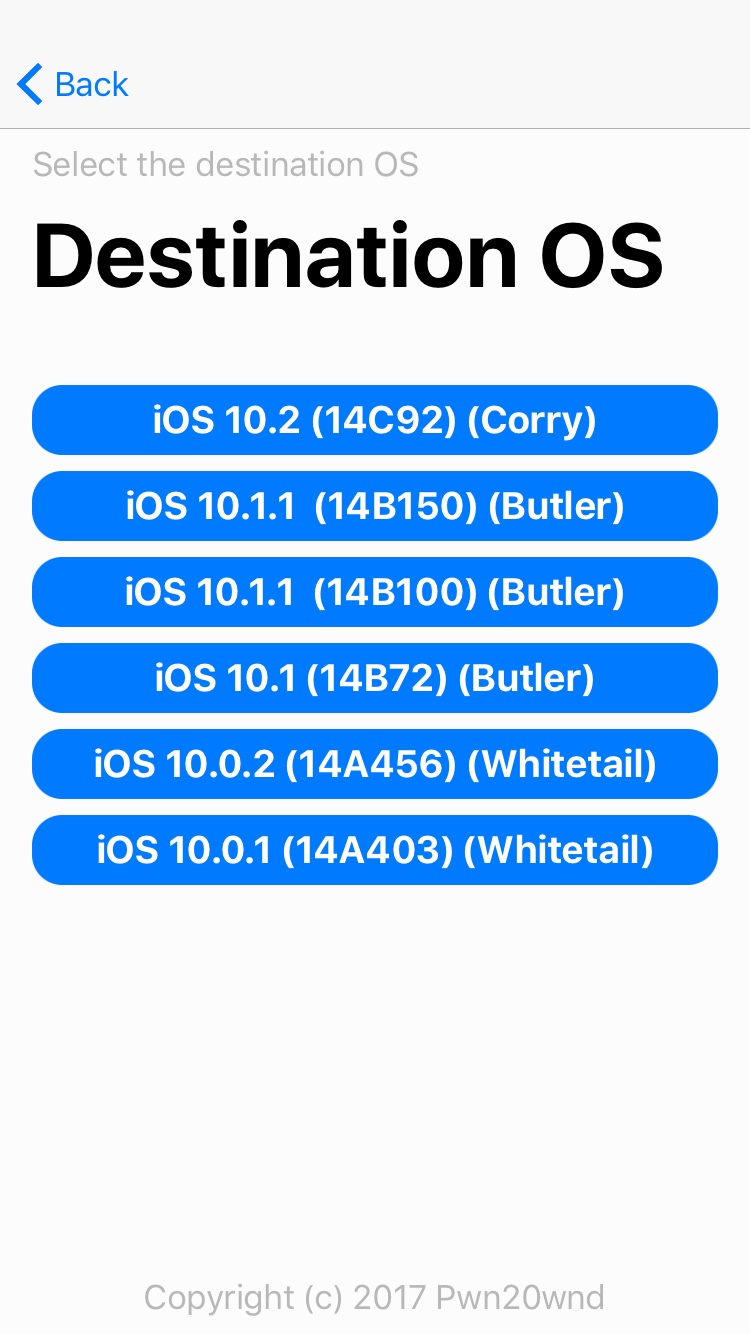 Back
Select the destination OS
Destination OS
iOS 10.2 (14C92) (Corry)
iOS 10.1.1  (14B150) (Butler)
iOS 10.1.1  (14B100) (Butler)
iOS 10.1 (14B72) (Butler)
iOS 10.0.2 (14A456) (Whitetail)
iOS 10.0.1 (14A403) (Whitetail)
Copyright (c) 2017 Pwn20wnd